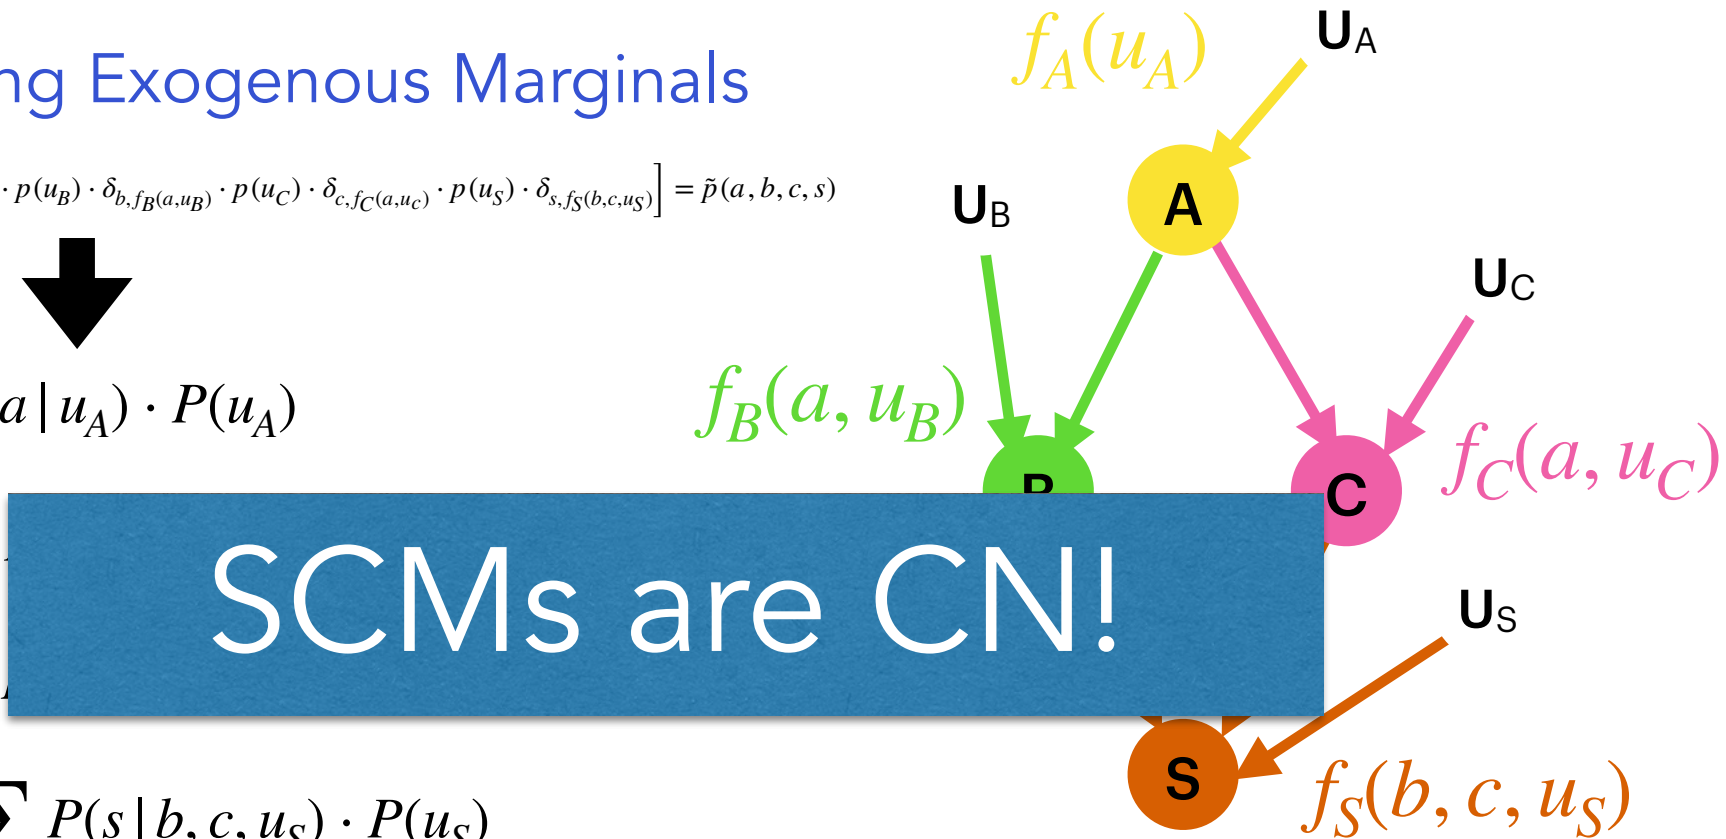 ng Exogenous Marginals
· p(u_B) · δ_{b,f_B(a,u_B)} · p(u_C) · δ_{c,f_C(a,u_c)} · p(u_S) · δ_{s,f_S(b,c,u_S)}] = p̃(a, b, c, s)
a | u_A) · P(u_A)
SCMs are CN!
∑ P(s | b, c, u_S) · P(u_S)
f_A(u_A)
U_A
A
U_B
U_C
f_B(a, u_B)
B
C
f_C(a, u_C)
U_S
S
f_S(b, c, u_S)